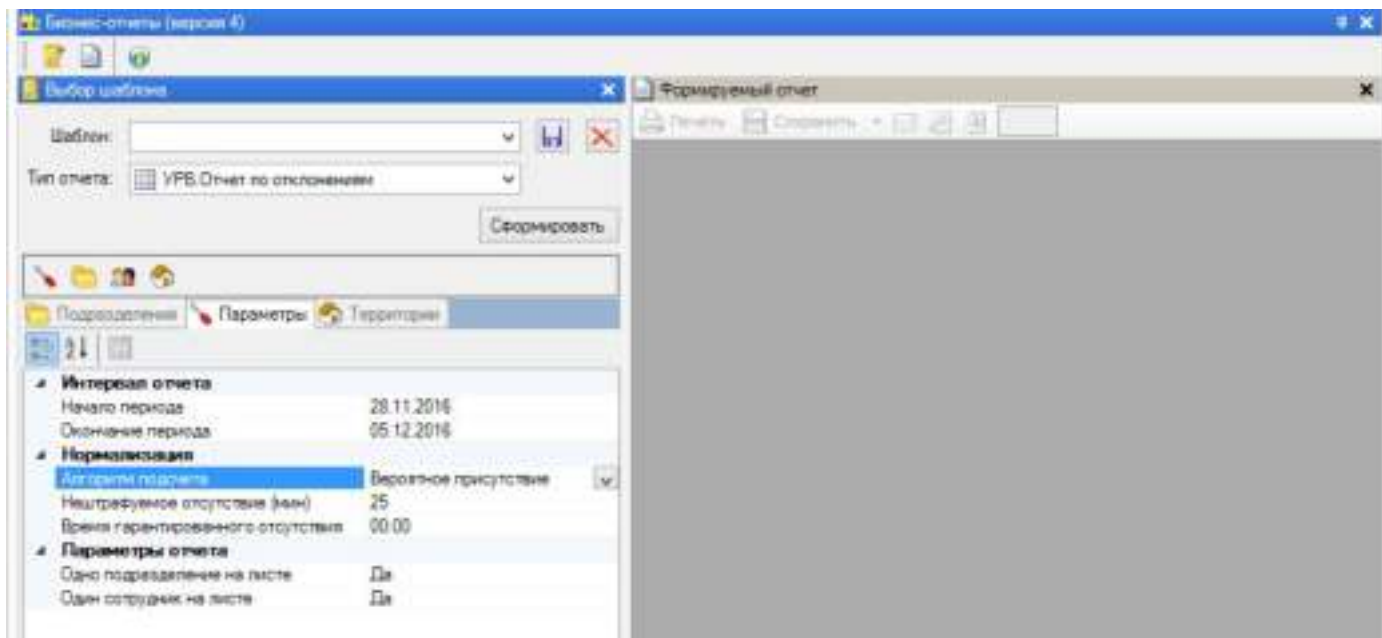 Бизнес-отчеты (версия 4)
Выбор шаблона
Шаблон:
Тип отчета: УРВ.Отчет по отклонениям
Сформировать
Подразделения Параметры Территории
Интервал отчета
Начало периода 28.11.2016
Окончание периода 05.12.2016
Нормализация
Алгоритм подсчета Вероятное присутствие
Нештрафуемое отсутствие (мин) 25
Время гарантированного отсутствия 00:00
Параметры отчета
Одно подразделение на листе Да
Один сотрудник на листе Да
Формируемый отчет
Печать Сохранить